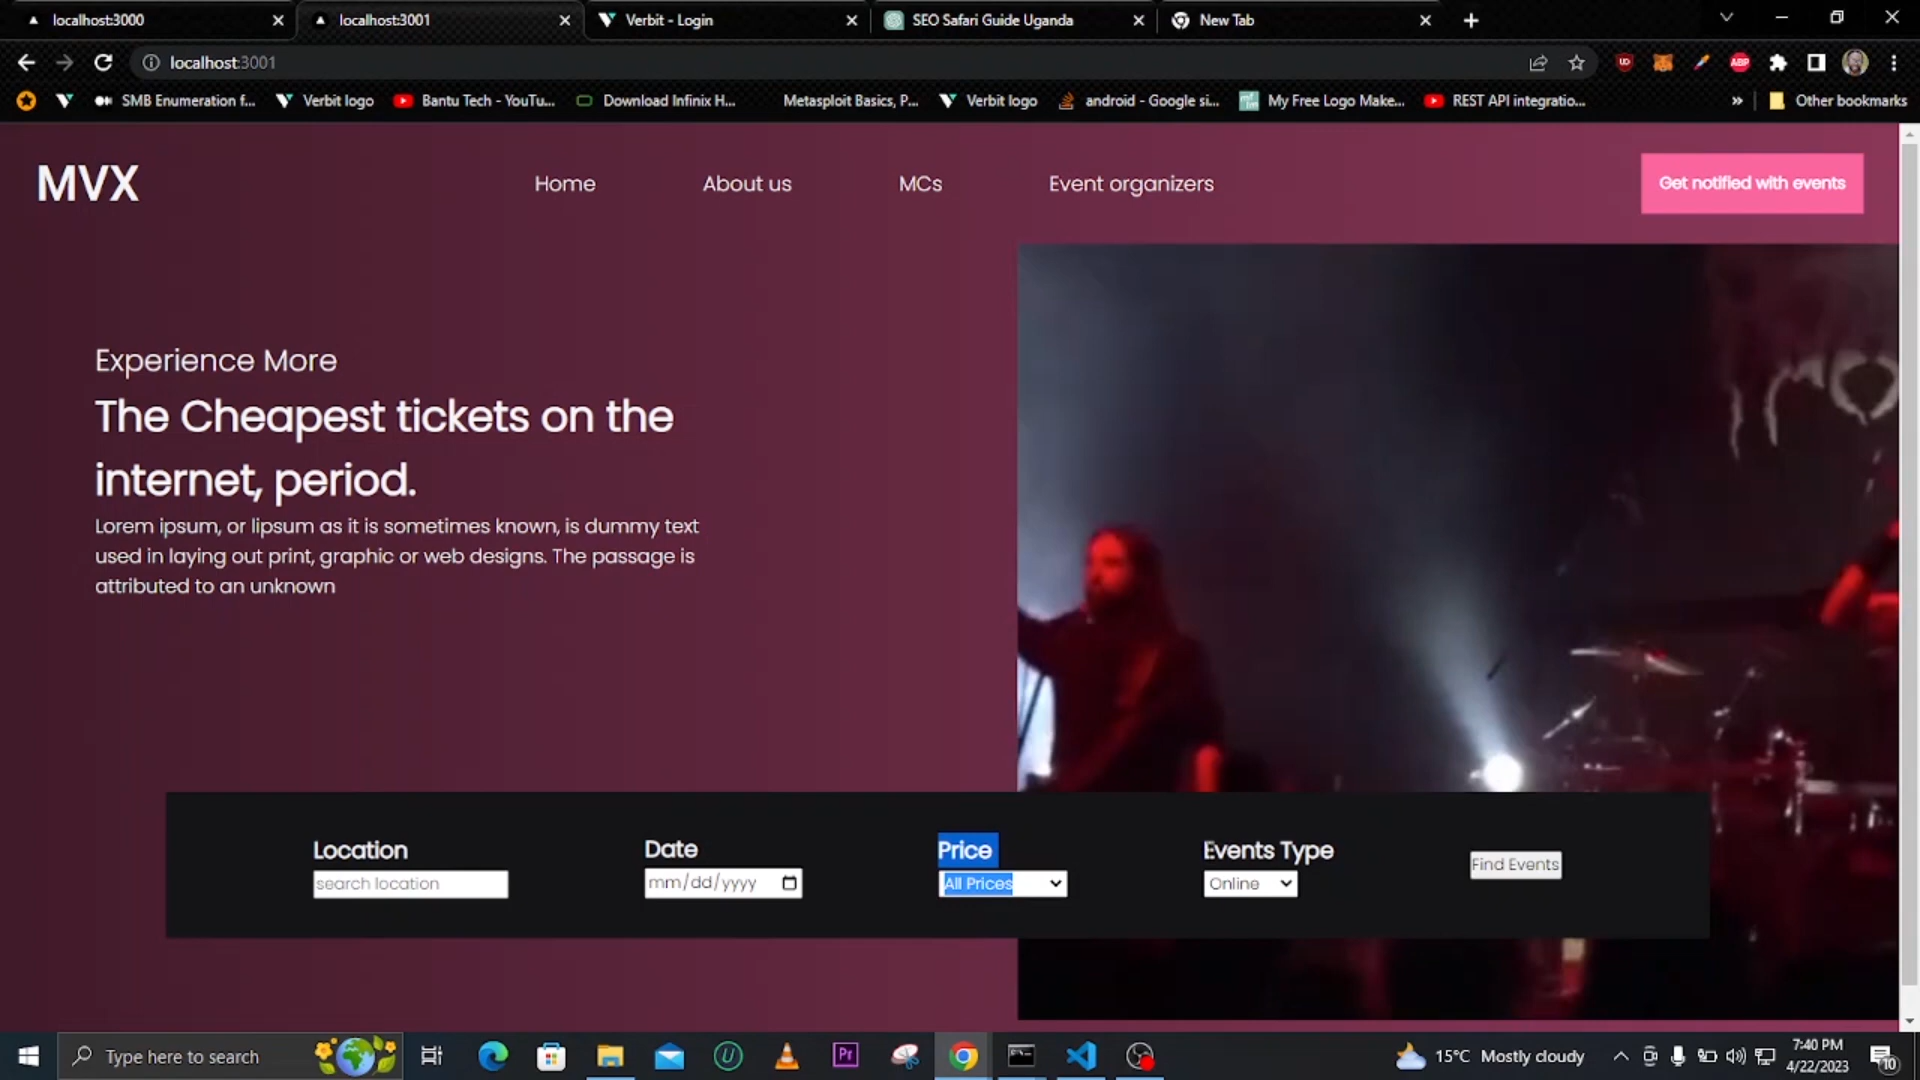 localhost:3000
localhost:3001
Verbit - Login
SEO Safari Guide Uganda
New Tab
localhost:3001
SMB Enumeration f...
Verbit logo
Bantu Tech - YouTu...
Download Infinix H...
Metasploit Basics, P...
Verbit logo
android - Google si...
My Free Logo Make...
REST API integratio...
»
Other bookmarks
MVX
Home
About us
MCs
Event organizers
Get notified with events
Experience More
The Cheapest tickets on the
internet, period.
Lorem ipsum, or lipsum as it is sometimes known, is dummy text
used in laying out print, graphic or web designs. The passage is
attributed to an unknown
Location
Date
Price
Events Type
search location
mm/dd/yyyy
All Prices
Online
Find Events
Type here to search
15°C Mostly cloudy
7:40 PM
4/22/2023
10